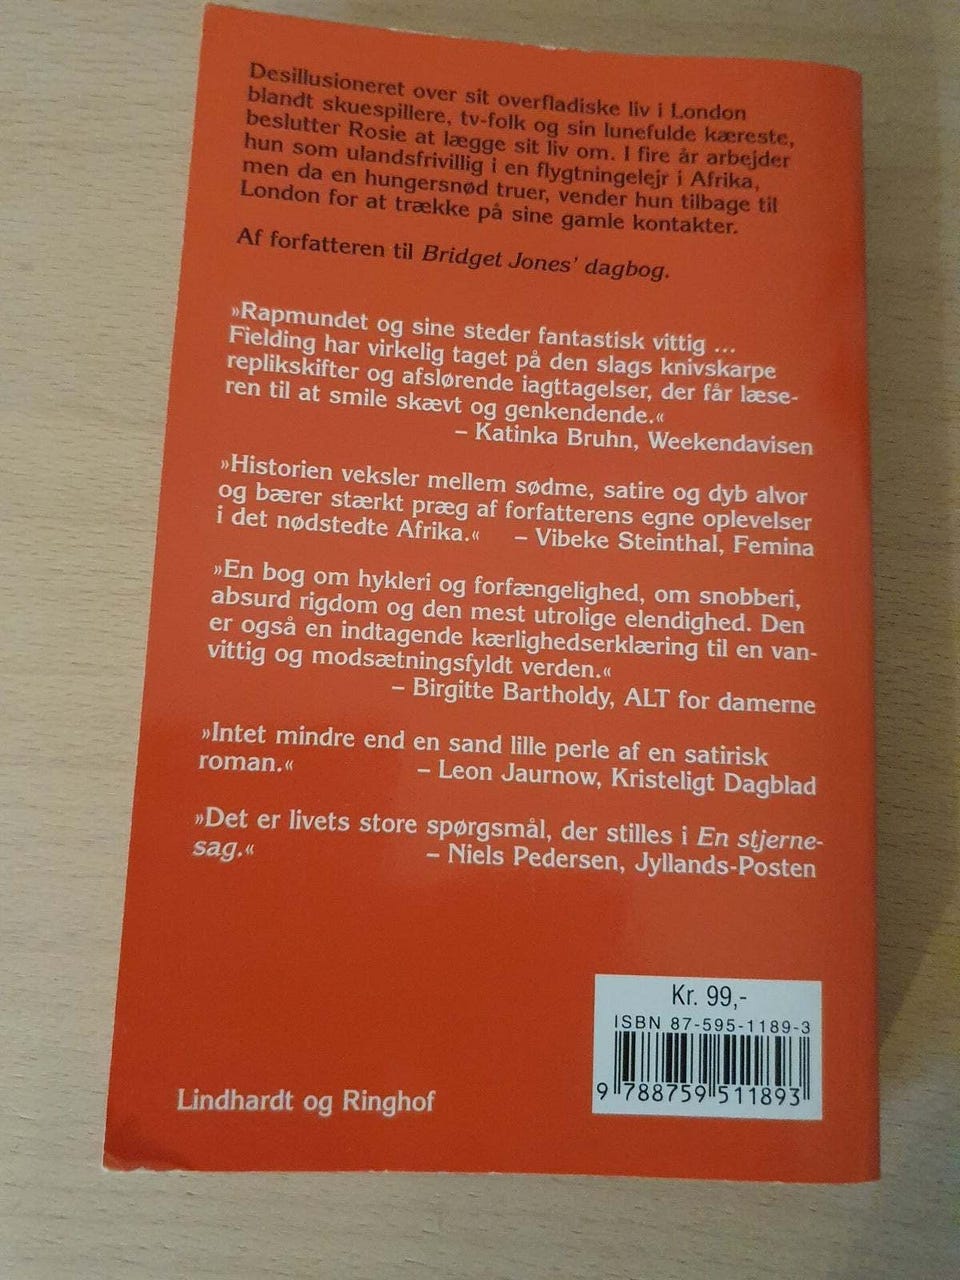 Desillusioneret over sit overfladiske liv i London
blandt skuespillere, tv-folk og sin lunefulde kæreste,
beslutter Rosie at lægge sit liv om. I fire år arbejder
hun som ulandsfrivillig i en flygtningelejr i Afrika,
men da en hungersnød truer, vender hun tilbage til
London for at trække på sine gamle kontakter.
Af forfatteren til Bridget Jones' dagbog.
»Rapmundet og sine steder fantastisk vittig ...
Fielding har virkelig taget på den slags knivskarpe
replikskifter og afslørende iagttagelser, der får læse-
ren til at smile skævt og genkendende.«
– Katinka Bruhn, Weekendavisen
»Historien veksler mellem sødme, satire og dyb alvor
og bærer stærkt præg af forfatterens egne oplevelser
i det nødstedte Afrika.« – Vibeke Steinthal, Femina
»En bog om hykleri og forfængelighed, om snobberi,
absurd rigdom og den mest utrolige elendighed. Den
er også en indtagende kærlighedserklæring til en van-
vittig og modsætningsfyldt verden.«
– Birgitte Bartholdy, ALT for damerne
»Intet mindre end en sand lille perle af en satirisk
roman.« – Leon Jaurnow, Kristeligt Dagblad
»Det er livets store spørgsmål, der stilles i En stjerne-
sag.« – Niels Pedersen, Jyllands-Posten
Kr. 99,-
ISBN 87-595-1189-3
9 788759 511893
Lindhardt og Ringhof